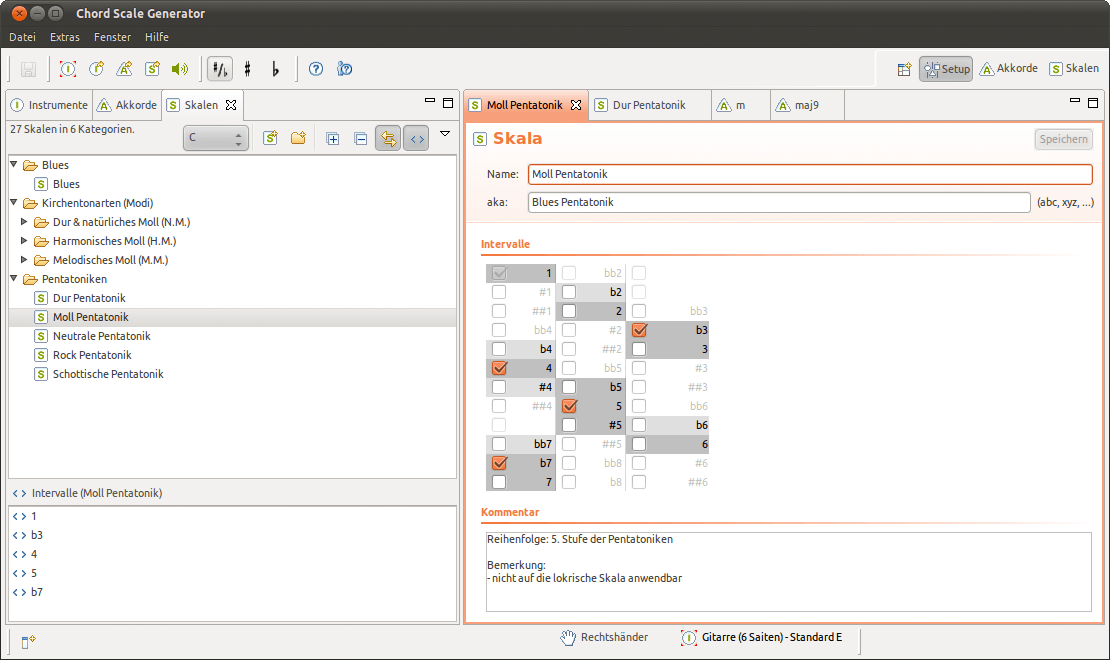 Chord Scale Generator
Datei Extras Fenster Hilfe
Setup Akkorde Skalen
Instrumente Akkorde Skalen
27 Skalen in 6 Kategorien.
C
Blues
Blues
Kirchentonarten (Modi)
Dur & natürliches Moll (N.M.)
Harmonisches Moll (H.M.)
Melodisches Moll (M.M.)
Pentatoniken
Dur Pentatonik
Moll Pentatonik
Neutrale Pentatonik
Rock Pentatonik
Schottische Pentatonik
Intervalle (Moll Pentatonik)
1
b3
4
5
b7
Moll Pentatonik Dur Pentatonik m maj9
Skala
Speichern
Name: Moll Pentatonik
aka: Blues Pentatonik (abc, xyz, ...)
Intervalle
1 bb2
#1 b2
##1 2 bb3
bb4 #2 b3
b4 ##2 3
4 bb5 #3
#4 b5 ##3
##4 5 bb6
#5 b6
bb7 ##5 6
b7 bb8 #6
7 b8 ##6
Kommentar
Reihenfolge: 5. Stufe der Pentatoniken
Bemerkung:
- nicht auf die lokrische Skala anwendbar
Rechtshänder Gitarre (6 Saiten) - Standard E